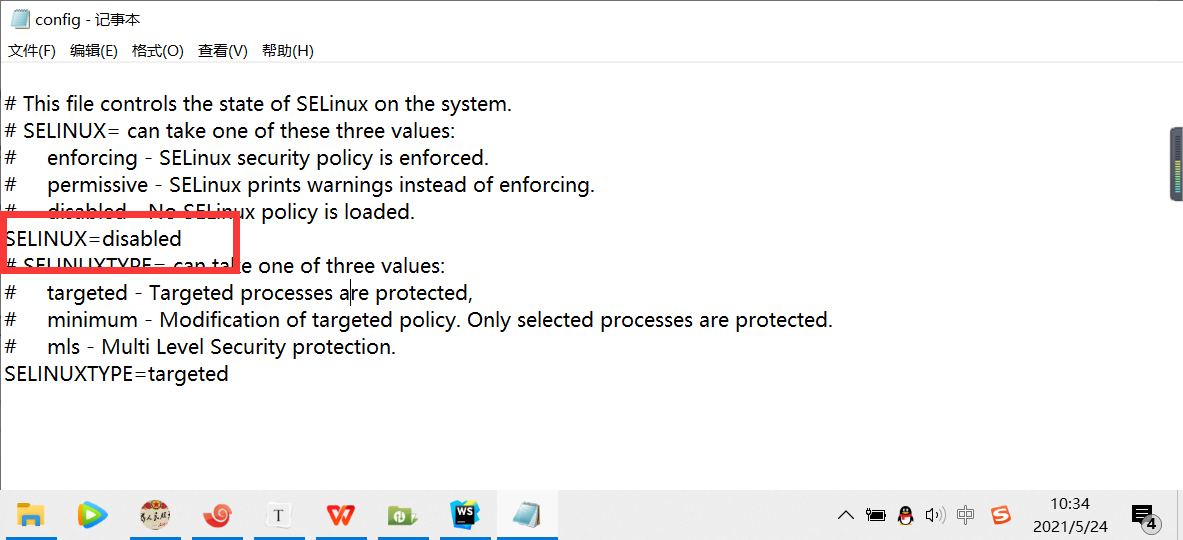 config - 记事本
文件(F) 编辑(E) 格式(O) 查看(V) 帮助(H)
# This file controls the state of SELinux on the system.
# SELINUX= can take one of these three values:
#     enforcing - SELinux security policy is enforced.
#     permissive - SELinux prints warnings instead of enforcing.
#     disabled - No SELinux policy is loaded.
SELINUX=disabled
# SELINUXTYPE= can take one of three values:
#     targeted - Targeted processes are protected,
#     minimum - Modification of targeted policy. Only selected processes are protected.
#     mls - Multi Level Security protection.
SELINUXTYPE=targeted
T
W
WS
中
S
10:34
2021/5/24
4